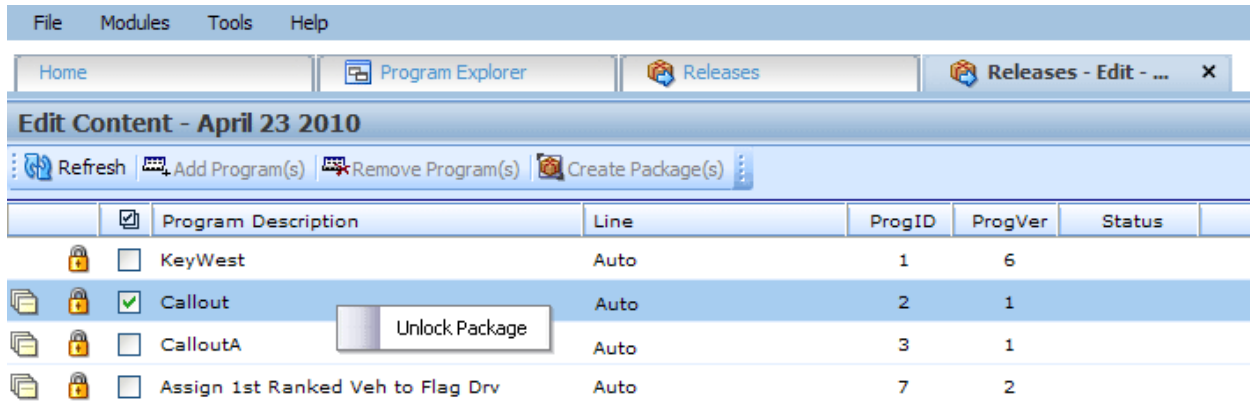 File Modules Tools Help
Home Program Explorer Releases Releases - Edit - ... x
Edit Content - April 23 2010
Refresh Add Program(s) Remove Program(s) Create Package(s)
Program Description Line ProgID ProgVer Status
KeyWest Auto 1 6
Callout Auto 2 1
Unlock Package
CalloutA Auto 3 1
Assign 1st Ranked Veh to Flag Drv Auto 7 2